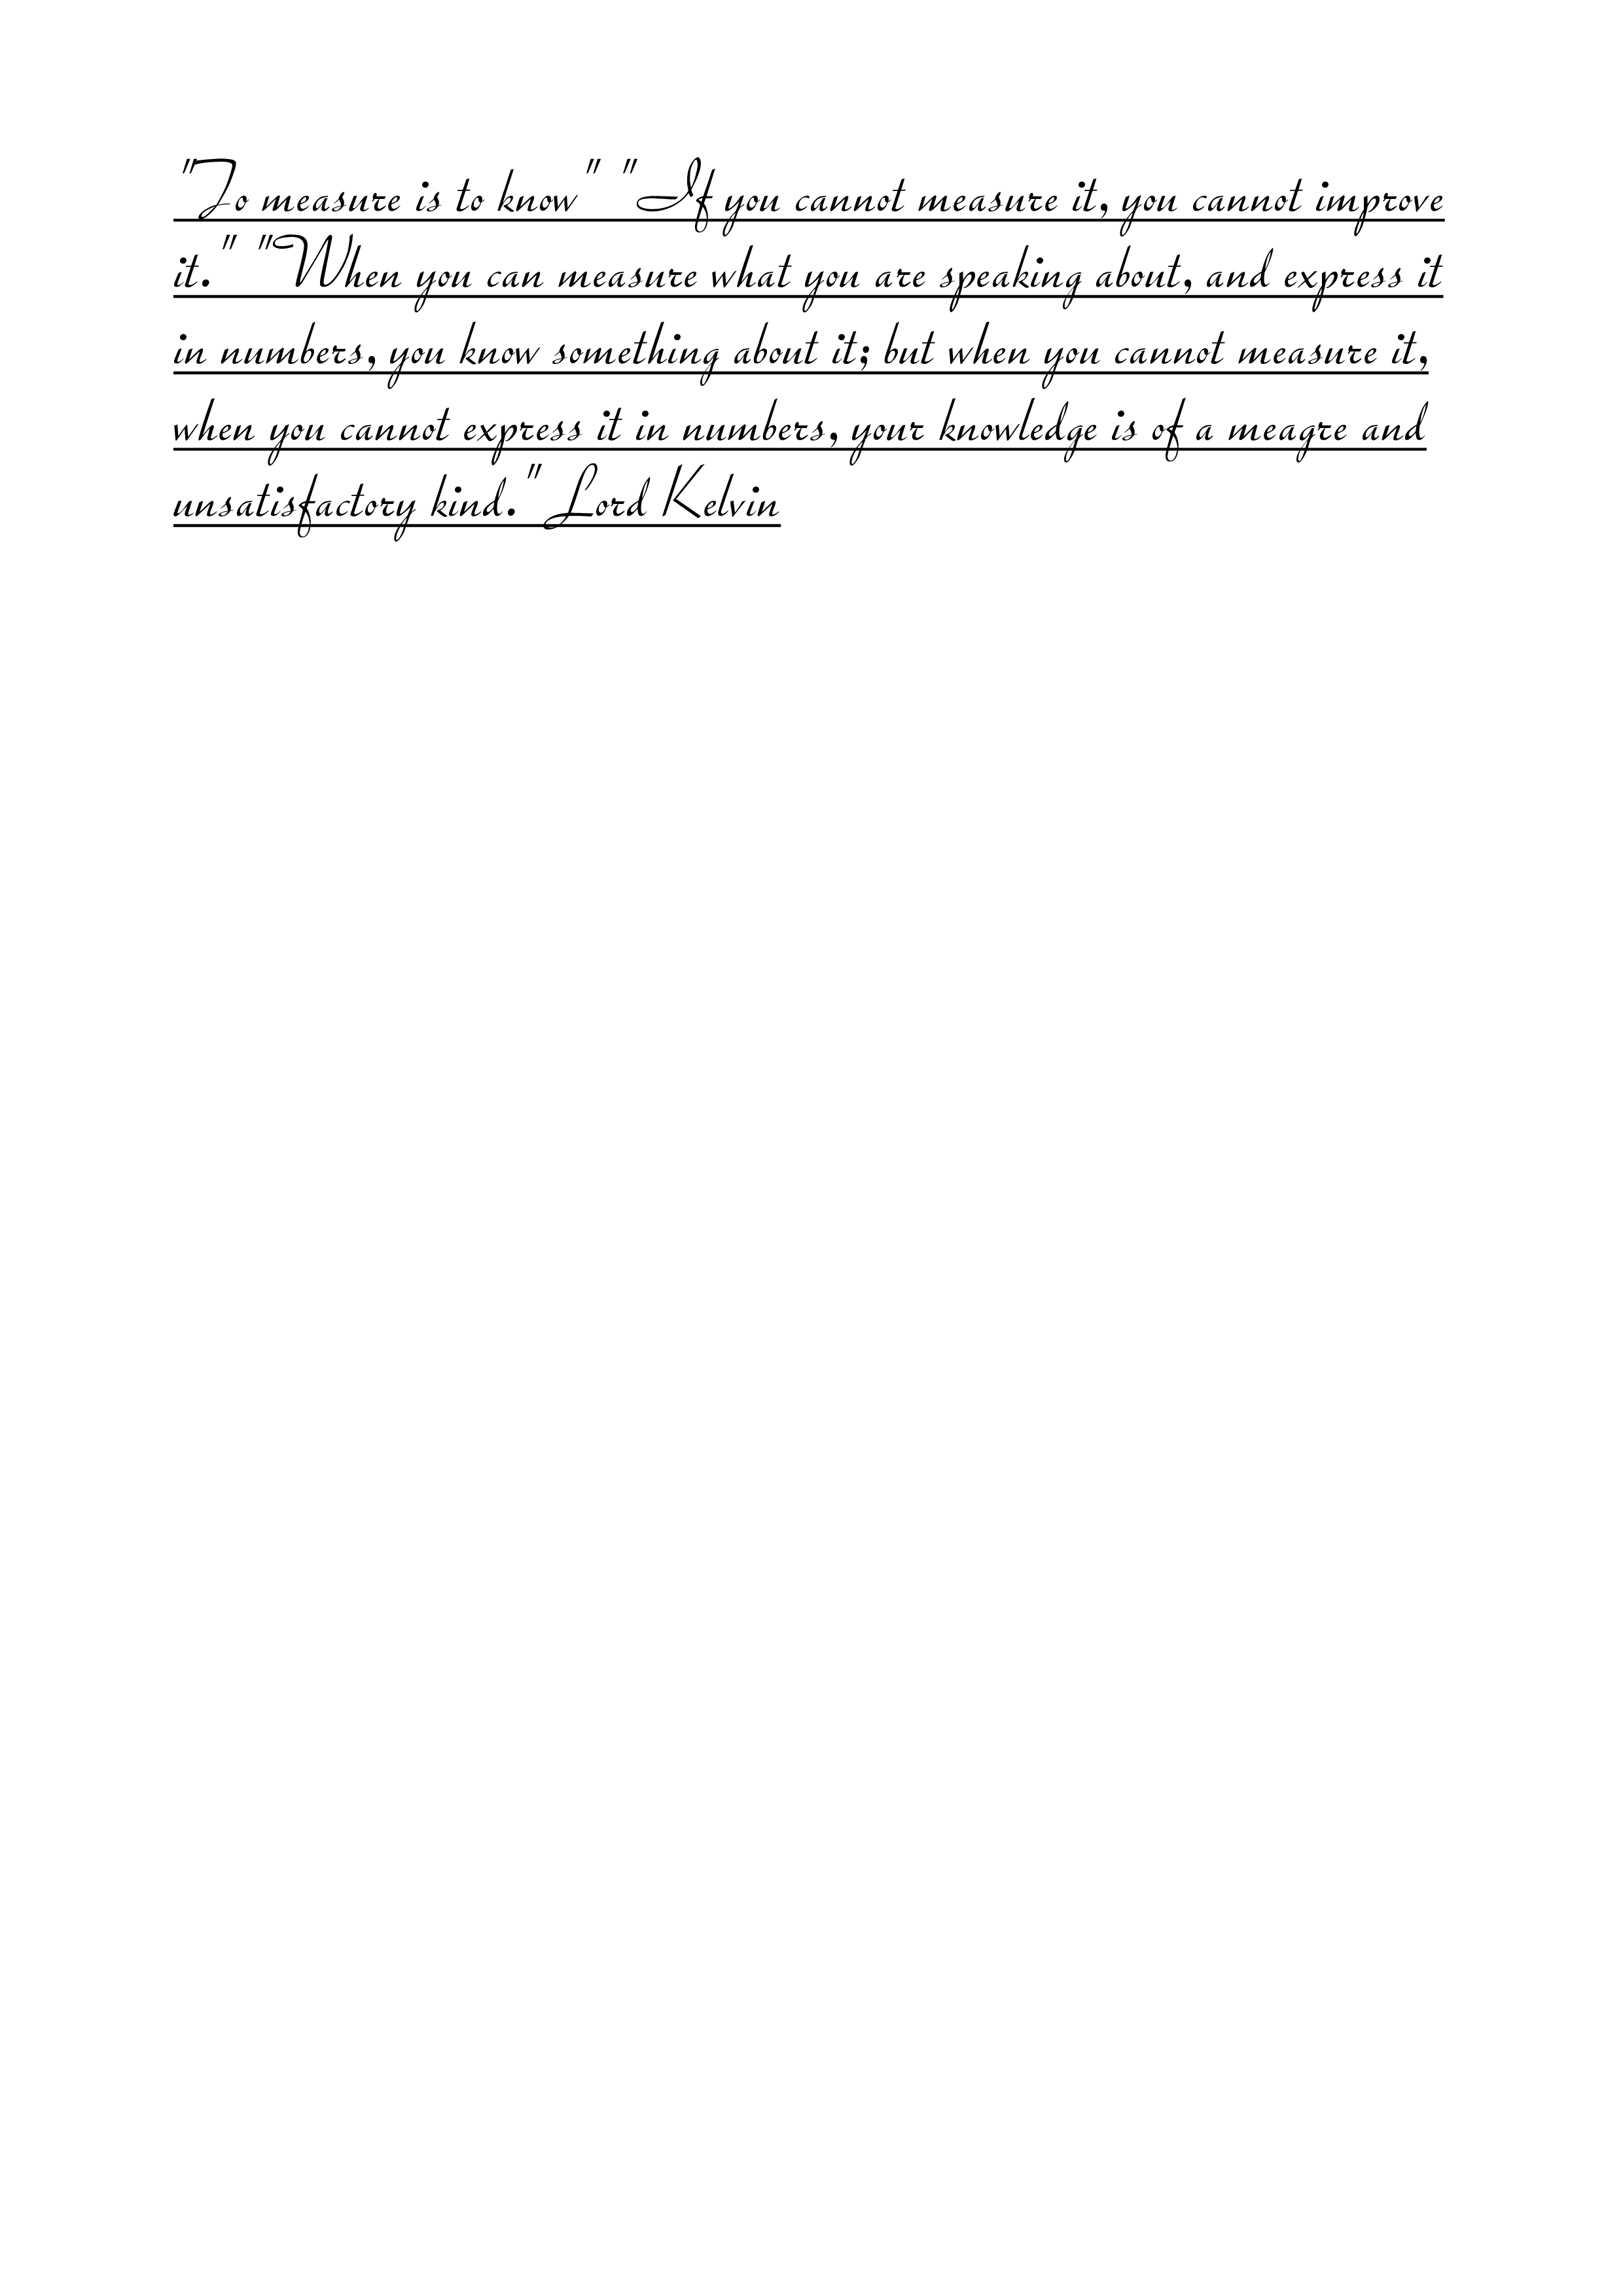 "To measure is to know" "If you cannot measure it, you cannot improve
it." "When you can measure what you are speaking about, and express it
in numbers, you know something about it; but when you cannot measure it,
when you cannot express it in numbers, your knowledge is of a meagre and
unsatisfactory kind." Lord Kelvin